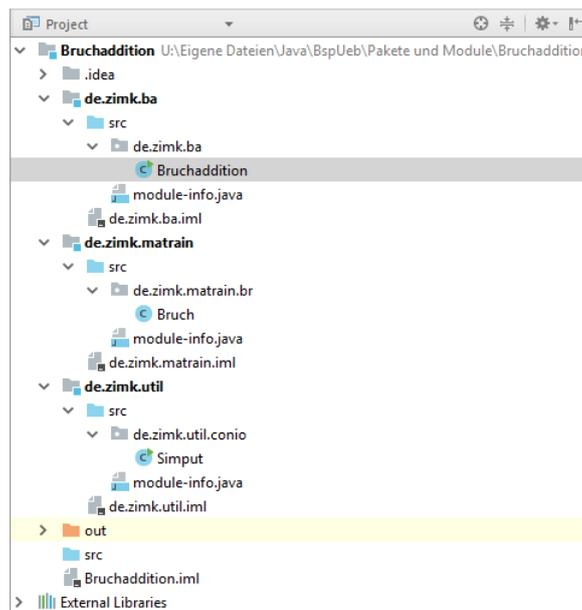 Project
Bruchaddition U:\Eigene Dateien\Java\BspUeb\Pakete und Module\Bruchaddition
.idea
de.zimk.ba
src
de.zimk.ba
Bruchaddition
module-info.java
de.zimk.ba.iml
de.zimk.matrain
src
de.zimk.matrain.br
Bruch
module-info.java
de.zimk.matrain.iml
de.zimk.util
src
de.zimk.util.conio
Simput
module-info.java
de.zimk.util.iml
out
src
Bruchaddition.iml
External Libraries